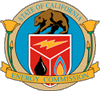 STATE OF CALIFORNIA
ENERGY COMMISSION